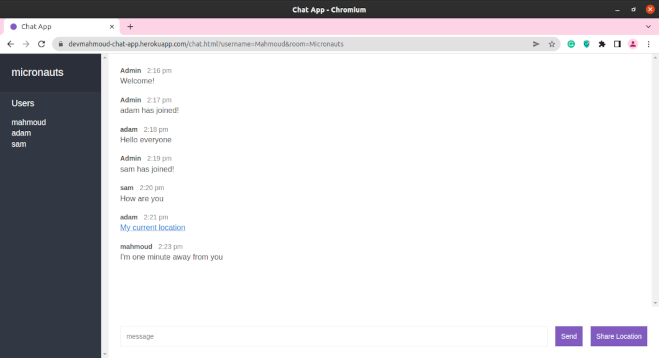 Chat App - Chromium
Chat App
devmahmoud-chat-app.herokuapp.com/chat.html?username=Mahmoud&room=Micronauts
micronauts
Users
mahmoud
adam
sam
Admin 2:16 pm
Welcome!
Admin 2:17 pm
adam has joined!
adam 2:18 pm
Hello everyone
Admin 2:19 pm
sam has joined!
sam 2:20 pm
How are you
adam 2:21 pm
My current location
mahmoud 2:23 pm
I'm one minute away from you
message
Send
Share Location